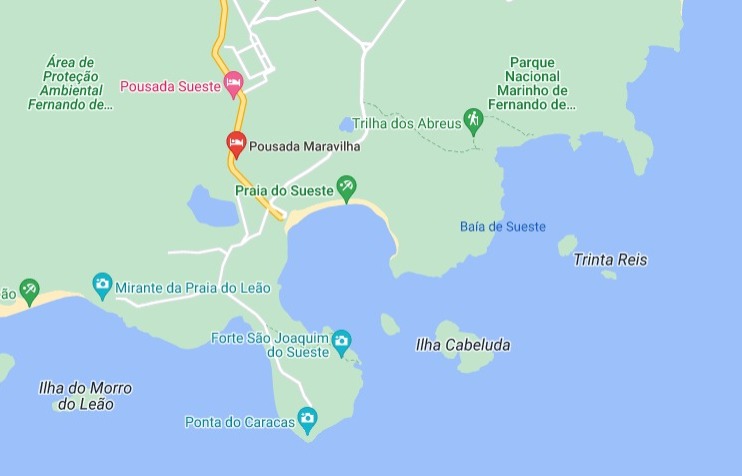 Área de
Proteção
Ambiental
Fernando de...
Parque
Nacional
Marinho de
Fernando de...
Pousada Sueste
Trilha dos Abreus
Pousada Maravilha
Praia do Sueste
Baía de Sueste
Trinta Reis
Mirante da Praia do Leão
ão
Forte São Joaquim
do Sueste
Ilha Cabeluda
Ilha do Morro
do Leão
Ponta do Caracas